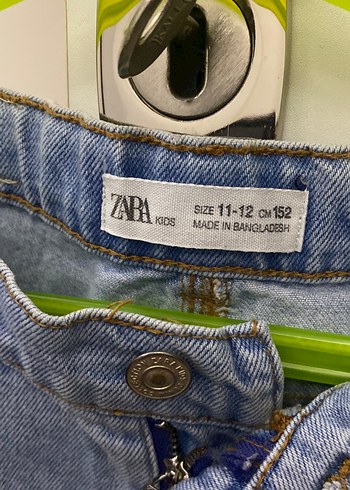 ZARA KIDS
SIZE 11-12 CM 152
MADE IN BANGLADESH